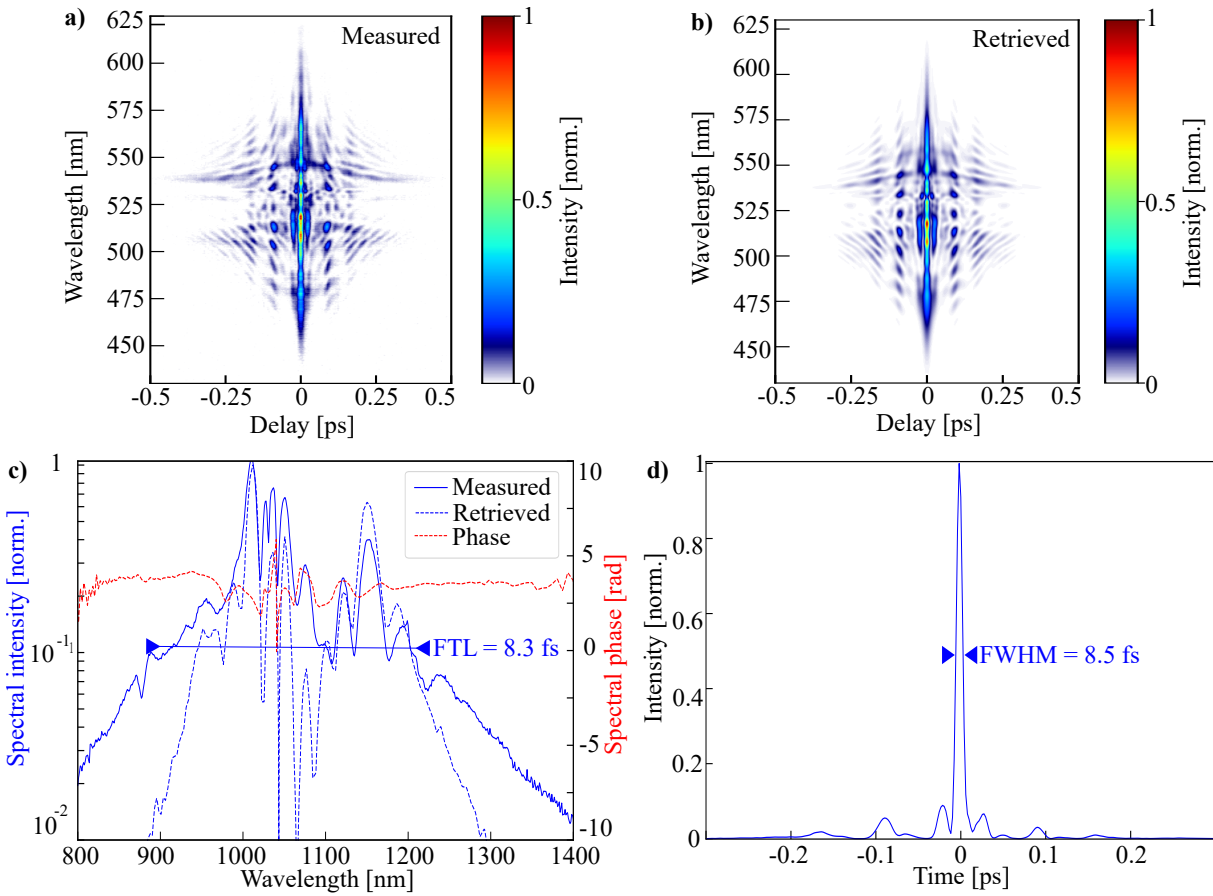 a)
Measured
Wavelength [nm]
625
600
575
550
525
500
475
450
-0.5
-0.25
0
0.25
0.5
Delay [ps]
1
0.5
0
Intensity [norm.]
b)
Retrieved
Wavelength [nm]
625
600
575
550
525
500
475
450
-0.5
-0.25
0
0.25
0.5
Delay [ps]
1
0.5
0
Intensity [norm.]
c)
Spectral intensity [norm.]
1
10-1
10-2
Measured
Retrieved
Phase
FTL = 8.3 fs
10
5
0
-5
-10
Spectral phase [rad]
800
900
1000
1100
1200
1300
1400
Wavelength [nm]
d)
Intensity [norm.]
1
0.8
0.6
0.4
0.2
0
FWHM = 8.5 fs
-0.2
-0.1
0
0.1
0.2
Time [ps]